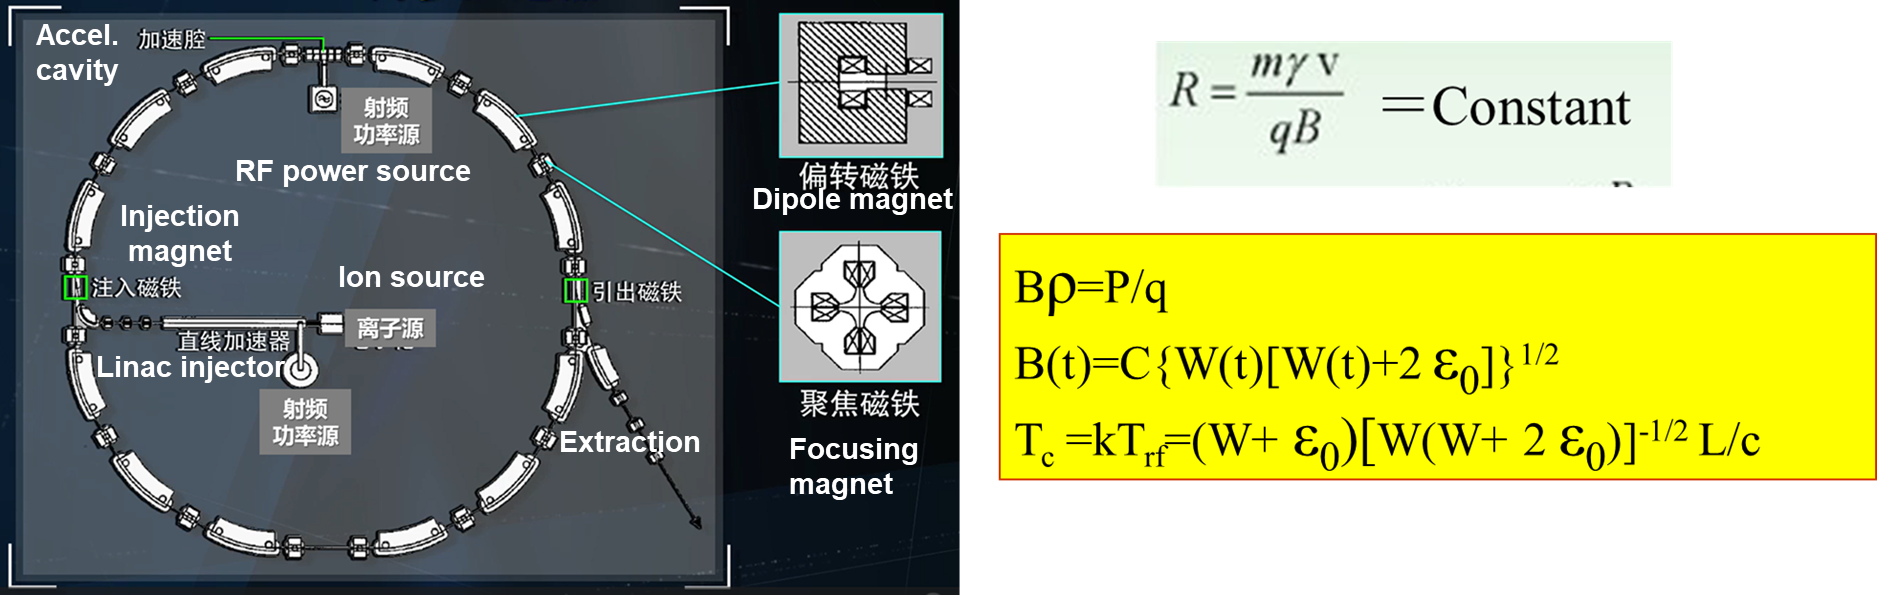 Accel.
cavity
加速腔
射频
功率源
RF power source
Injection
magnet
注入磁铁
Ion source
离子源
直线加速器
Linac injector
射频
功率源
引出磁铁
Extraction
偏转磁铁
Dipole magnet
聚焦磁铁
Focusing
magnet
R = mγv / qB = Constant
Bρ=P/q
B(t)=C{W(t)[W(t)+2 ε₀]}¹/²
T_c =kT_rf=(W+ ε₀)[W(W+ 2 ε₀)]⁻¹/² L/c